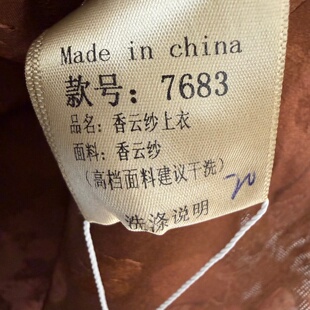 Made in china
款号：7683
品名：香云纱上衣
面料：香云纱
(高档面料建议干洗)
洗涤说明